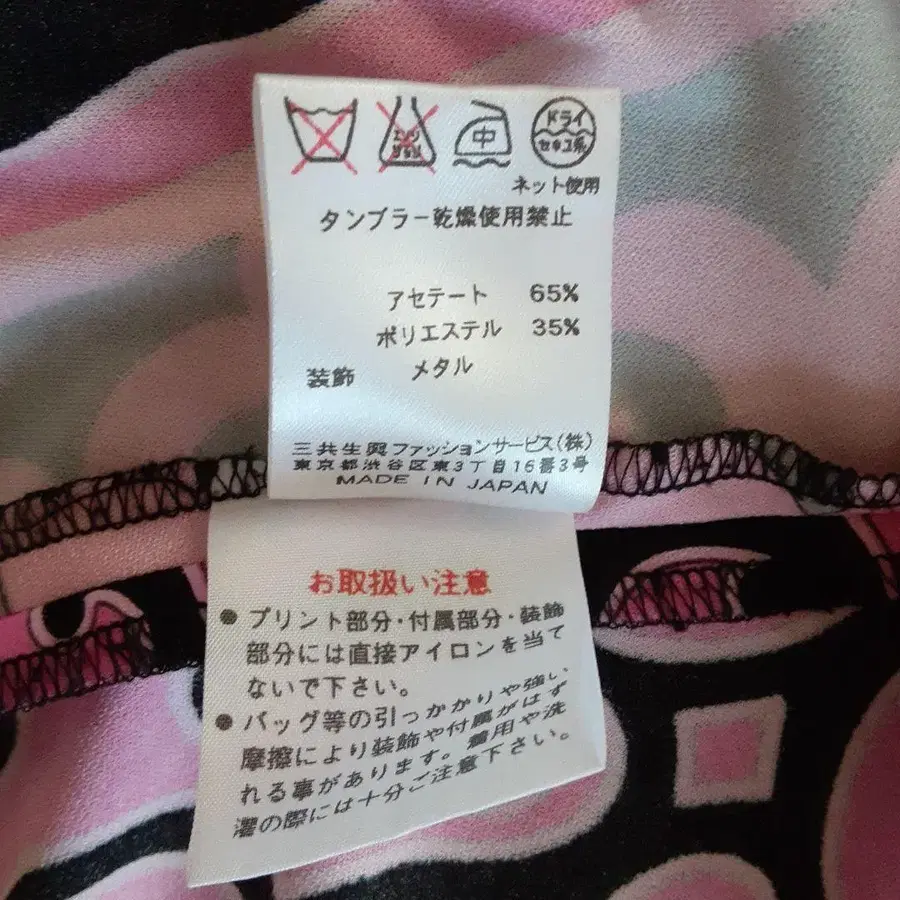 エンソ
サラシ
中
ドライ
セキユ系
ネット使用
タンブラー乾燥使用禁止
アセテート 65%
ポリエステル 35%
装飾 メタル
三共生興ファッションサービス(株)
東京都渋谷区東3丁目16番3号
MADE IN JAPAN
お取扱い注意
● プリント部分・付属部分・装飾
部分には直接アイロンを当て
ないで下さい。
● バッグ等の引っかかりや強い
摩擦により装飾や付属がはず
れる事があります。着用や洗
濯の際には十分ご注意下さい。